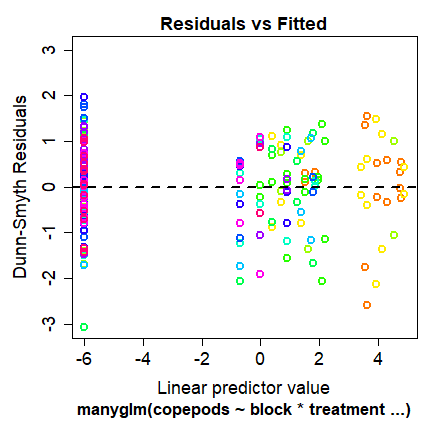 Residuals vs Fitted
Dunn-Smyth Residuals
3
2
1
0
-1
-2
-3
-6 -4 -2 0 2 4
Linear predictor value
manyglm(copepods ~ block * treatment ...)